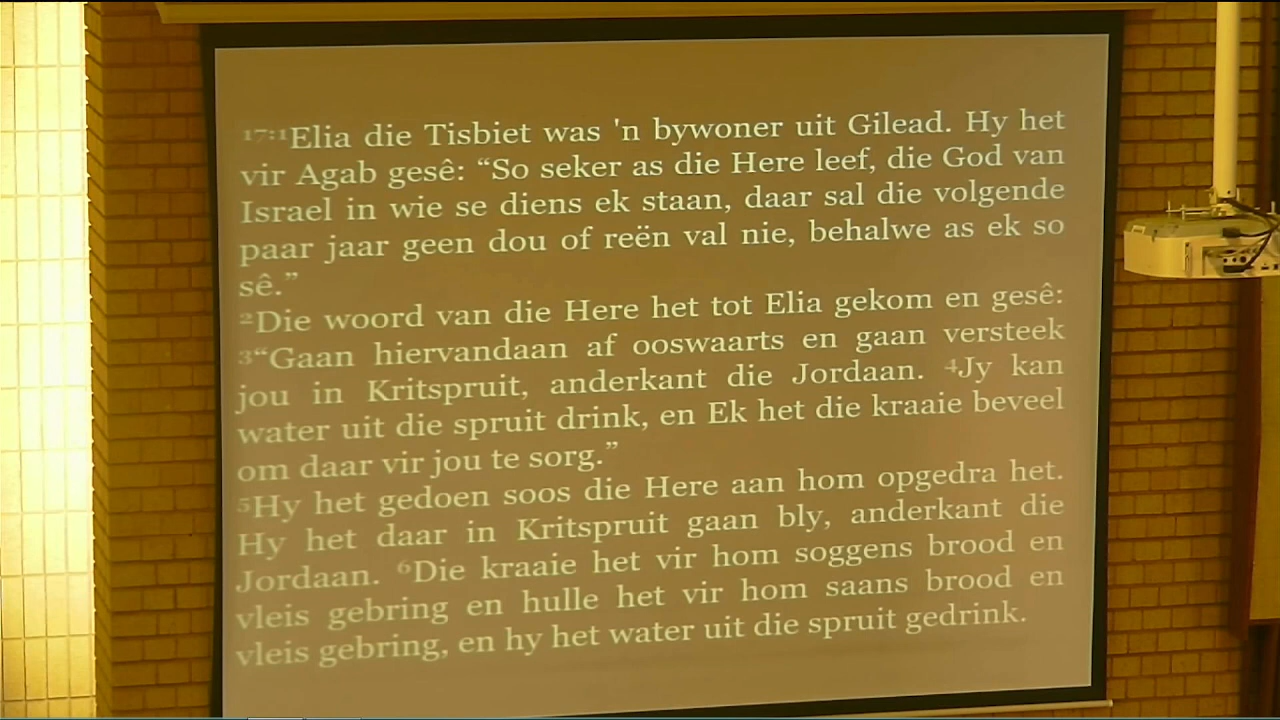 17:1Elia die Tisbiet was 'n bywoner uit Gilead. Hy het
vir Agab gesê: “So seker as die Here leef, die God van
Israel in wie se diens ek staan, daar sal die volgende
paar jaar geen dou of reën val nie, behalwe as ek so
sê.”
2Die woord van die Here het tot Elia gekom en gesê:
3“Gaan hiervandaan af ooswaarts en gaan versteek
jou in Kritspruit, anderkant die Jordaan. 4Jy kan
water uit die spruit drink, en Ek het die kraaie beveel
om daar vir jou te sorg.”
5Hy het gedoen soos die Here aan hom opgedra het.
Hy het daar in Kritspruit gaan bly, anderkant die
Jordaan. 6Die kraaie het vir hom soggens brood en
vleis gebring en hulle het vir hom saans brood en
vleis gebring, en hy het water uit die spruit gedrink.